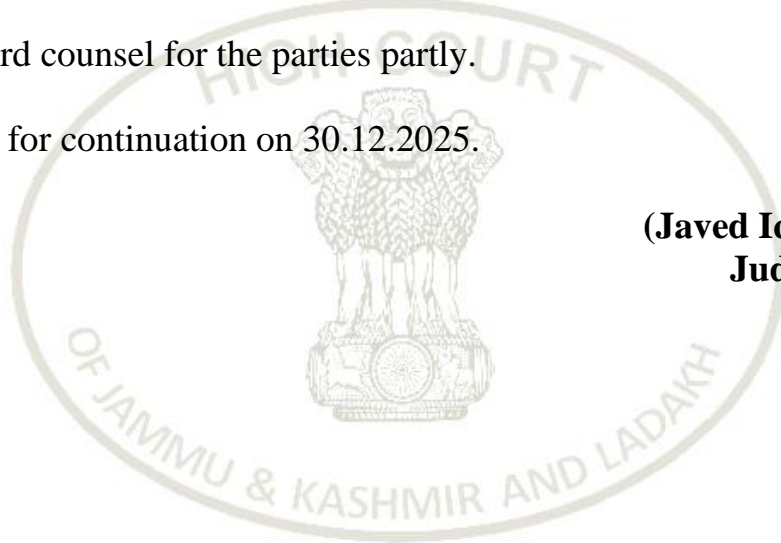 rd counsel for the parties partly.
for continuation on 30.12.2025.
(Javed
Jud
HIGH COURT
OF JAMMU & KASHMIR AND LADAKH